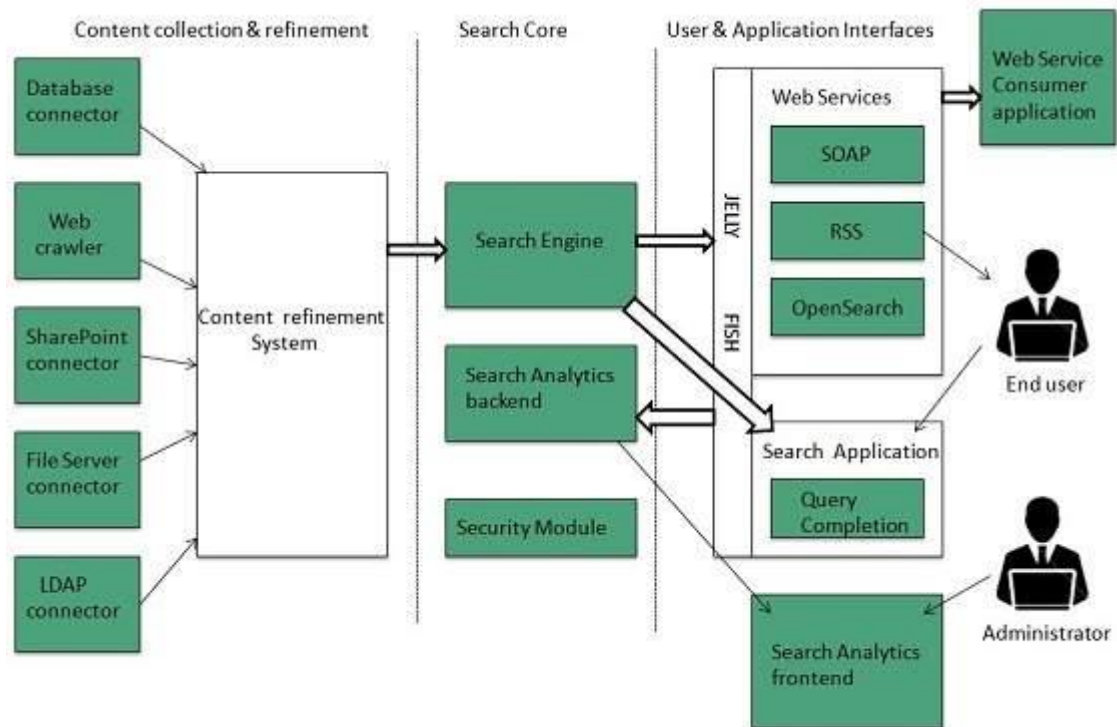 Content collection & refinement
Search Core
User & Application Interfaces
Database
connector
Web
crawler
SharePoint
connector
File Server
connector
LDAP
connector
Content refinement
System
Search Engine
Search Analytics
backend
Security Module
JELLY
FISH
Web Services
SOAP
RSS
OpenSearch
Search Application
Query
Completion
Search Analytics
frontend
Web Service
Consumer
application
End user
Administrator